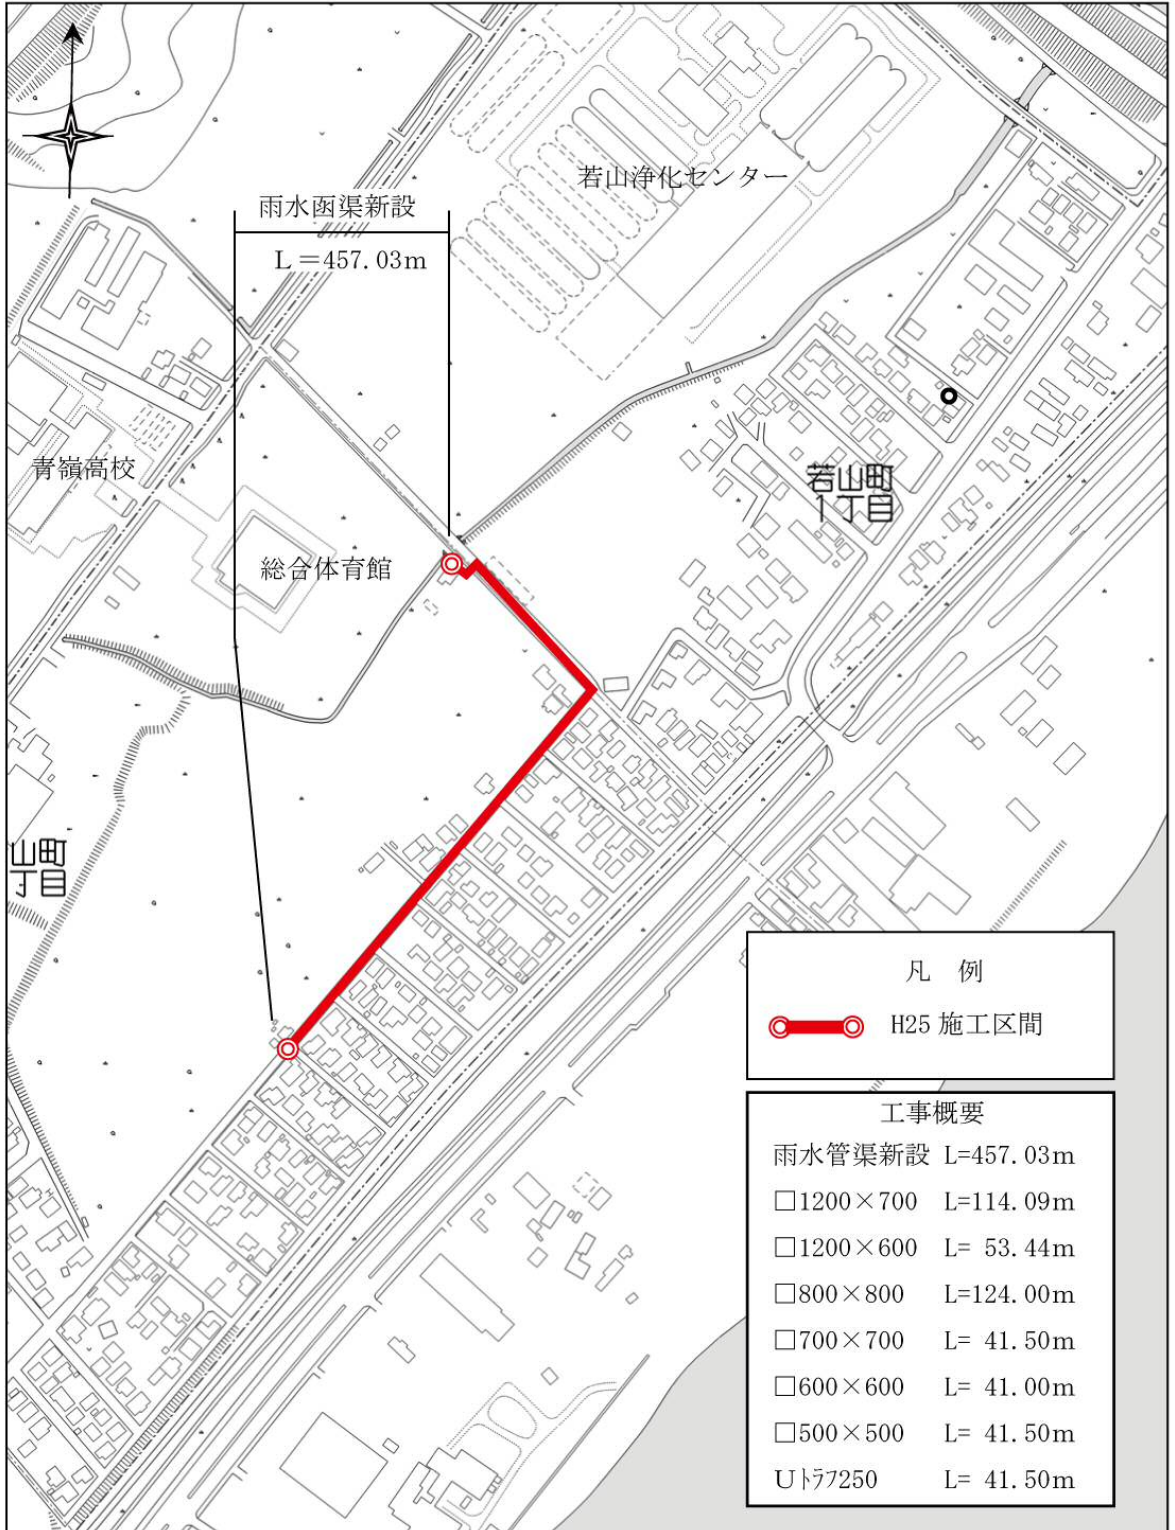 若山浄化センター
雨水函渠新設
L=457.03m
青嶺高校
若山町
1丁目
総合体育館
山町
丁目
凡 例
H25 施工区間
工事概要
雨水管渠新設 L=457.03m
□1200×700 L=114.09m
□1200×600 L= 53.44m
□800×800 L=124.00m
□700×700 L= 41.50m
□600×600 L= 41.00m
□500×500 L= 41.50m
Uトラフ250 L= 41.50m